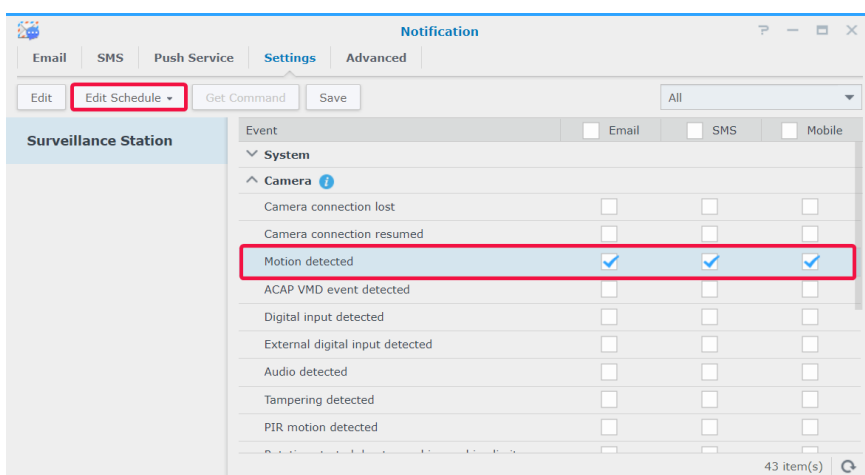 Notification
Email SMS Push Service Settings Advanced
Edit Edit Schedule Get Command Save All
Surveillance Station
Event Email SMS Mobile
System
Camera i
Camera connection lost
Camera connection resumed
Motion detected
ACAP VMD event detected
Digital input detected
External digital input detected
Audio detected
Tampering detected
PIR motion detected
43 item(s)